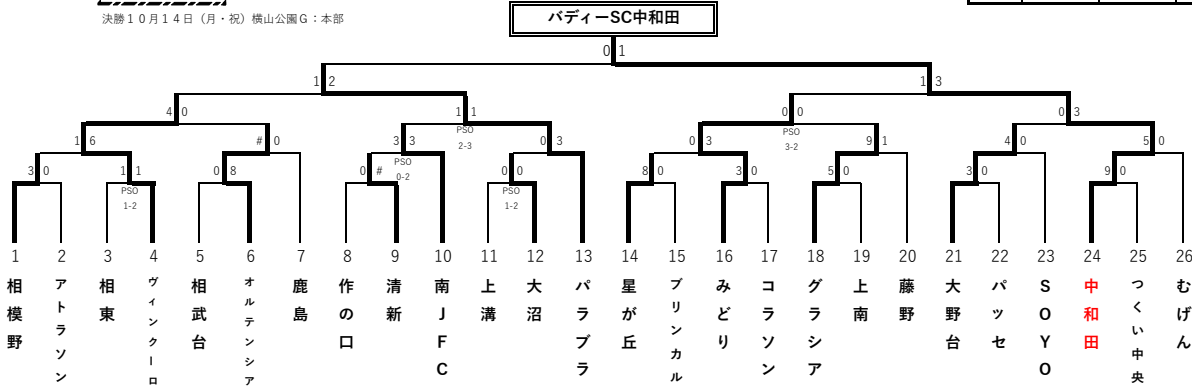 バディーSC中和田
決勝10月14日（月・祝）横山公園G：本部
0 1
1 2
1 3
4 0
1 1
0 0
0 3
PSO
2-3
PSO
3-2
1 6
# 0
3 3
0 3
0 3
9 1
4 0
5 0
PSO
0-2
3 0
1 1
0 8
0 #
0 0
8 0
3 0
5 0
3 0
9 0
PSO
1-2
PSO
1-2
1 2 3 4 5 6 7 8 9 10 11 12 13 14 15 16 17 18 19 20 21 22 23 24 25 26
相模野
アトラソン
相東
ヴィンクーロ
相武台
オルテンシア
鹿島
作の口
清新
南JFC
上溝
大沼
パラブラ
星が丘
ブリンカル
みどり
コラソン
グラシア
上南
藤野
大野台
パッセ
SOYO
中和田
つくい中央
むげん